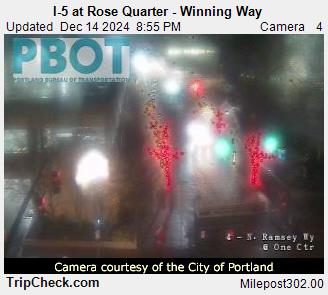 I-5 at Rose Quarter - Winning Way
Updated Dec 14 2024 8:55 PM Camera 4
PBOT
PORTLAND BUREAU OF TRANSPORTATION
4 - N. Ramsey Wy
@ One Ctr
Camera courtesy of the City of Portland
TripCheck.com Milepost302.00